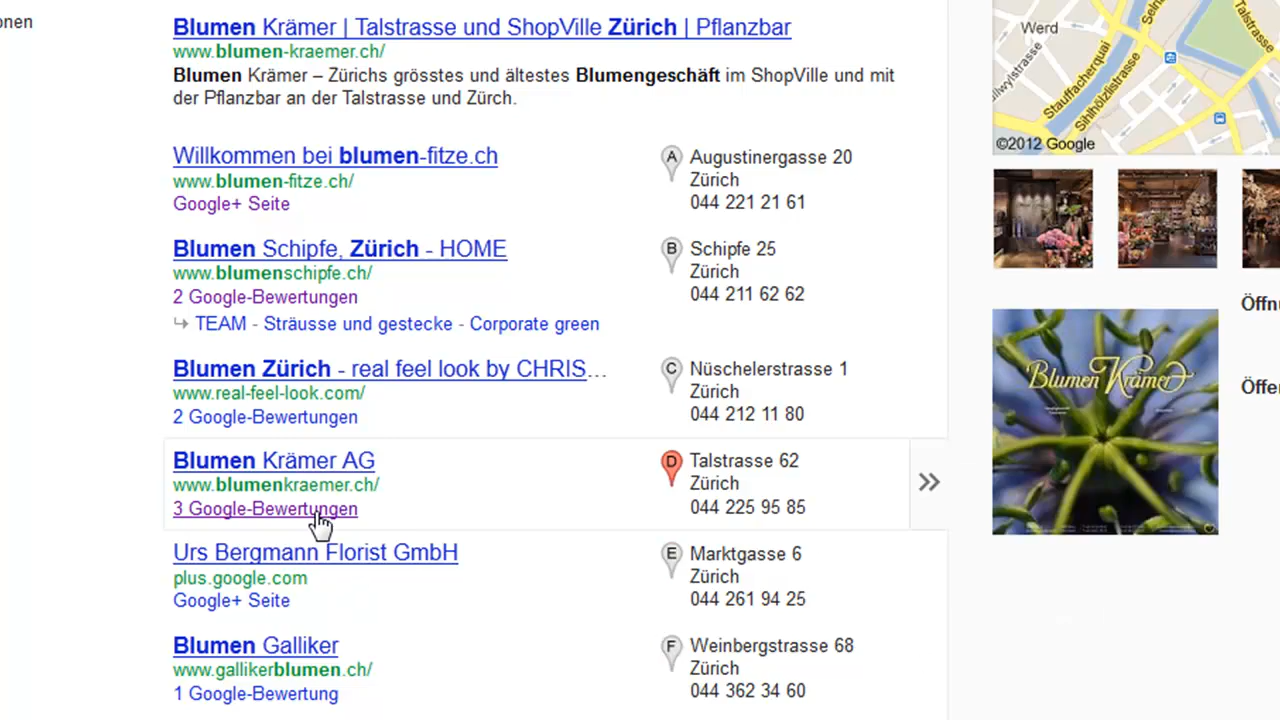 onen
Blumen Krämer | Talstrasse und ShopVille Zürich | Pflanzbar
www.blumen-kraemer.ch/
Blumen Krämer – Zürichs grösstes und ältestes Blumengeschäft im ShopVille und mit
der Pflanzbar an der Talstrasse und Zürch.
Willkommen bei blumen-fitze.ch
www.blumen-fitze.ch/
Google+ Seite
A
Augustinergasse 20
Zürich
044 221 21 61
Blumen Schipfe, Zürich - HOME
www.blumenschipfe.ch/
2 Google-Bewertungen
↳ TEAM - Sträusse und gestecke - Corporate green
B
Schipfe 25
Zürich
044 211 62 62
Blumen Zürich - real feel look by CHRIS...
www.real-feel-look.com/
2 Google-Bewertungen
C
Nüschelerstrasse 1
Zürich
044 212 11 80
Blumen Krämer AG
www.blumenkraemer.ch/
3 Google-Bewertungen
D
Talstrasse 62
Zürich
044 225 95 85
»
Urs Bergmann Florist GmbH
plus.google.com
Google+ Seite
E
Marktgasse 6
Zürich
044 261 94 25
Blumen Galliker
www.gallikerblumen.ch/
1 Google-Bewertung
F
Weinbergstrasse 68
Zürich
044 362 34 60
Werd
Stauffacherquai
Sihlhölzlistrasse
Seln
Talstrasse
llwylstrasse
©2012 Google
Öffnu
Blumen Krämer
Öffer